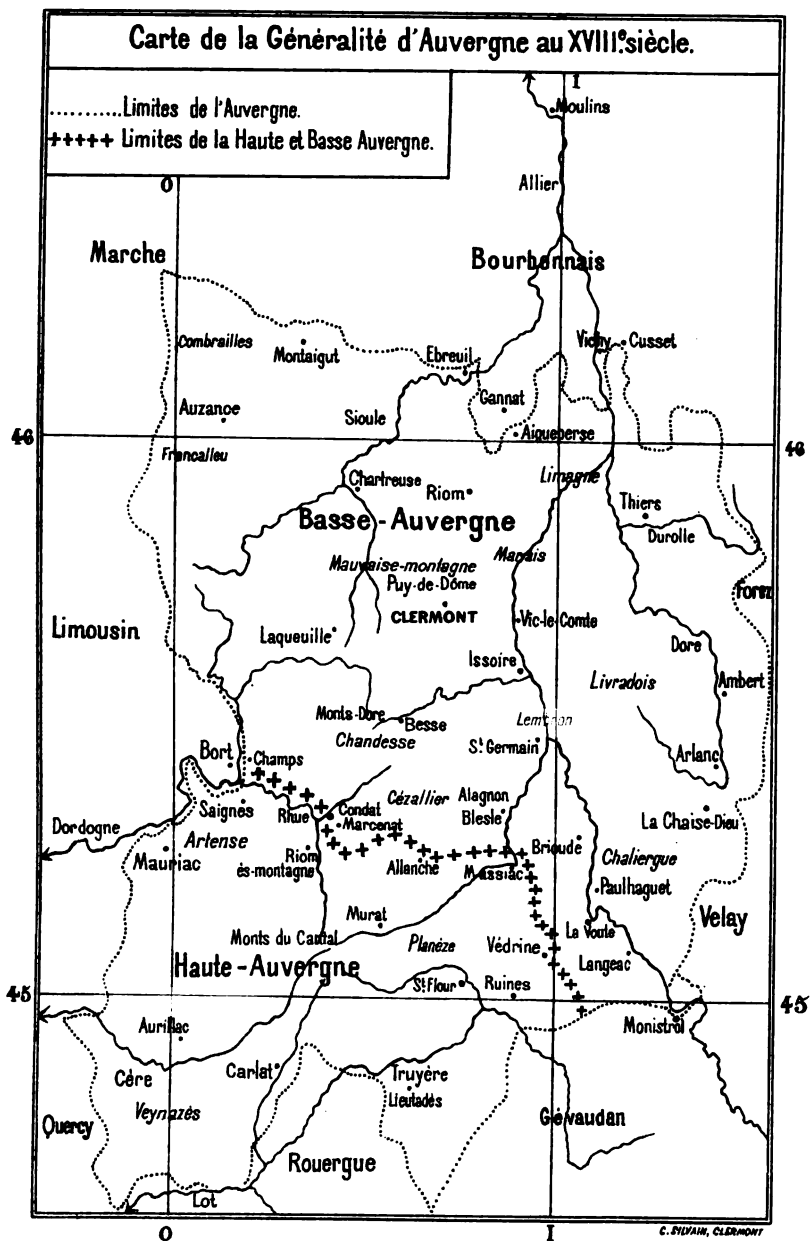 Carte de la Généralité d'Auvergne au XVIII.e siècle.
I
............Limites de l'Auvergne.
+++++ Limites de la Haute et Basse Auvergne.
Moulins
0
Allier
Marche
Bourbonnais
Combrailles
Montaigut
Ebreuil
Vichy
Cusset
Gannat
Auzance
Sioule
46
Aigueperse
46
Francalleu
Limagne
Chartreuse
Riom
Thiers
Basse-Auvergne
Durolle
Marais
Mauvaise-montagne
Puy-de-Dôme
Forez
CLERMONT
Vic-le-Comte
Limousin
Laqueuille
Dore
Issoire
Livradois
Ambert
Monts-Dore
Besse
Lembron
Chandesse
St Germain
Bort
Champs
Arlanc
Cézallier
Alagnon
Saignes
Rhue
Condat
Blesle
La Chaise-Dieu
Dordogne
Artense
Marcenat
Brioude
Mauriac
Riom
ès-montagne
Allanche
Massiac
Chaliergue
Paulhaguet
Murat
La Voute
Velay
Monts du Cantal
Planèze
Védrine
Langeac
Haute-Auvergne
St Flour
Ruines
45
45
Monistrol
Aurillac
Cère
Carlat
Truyère
Lieutadès
Veynazès
Quercy
Gévaudan
Rouergue
Lot
0
I
C. SILVAIN, CLERMONT